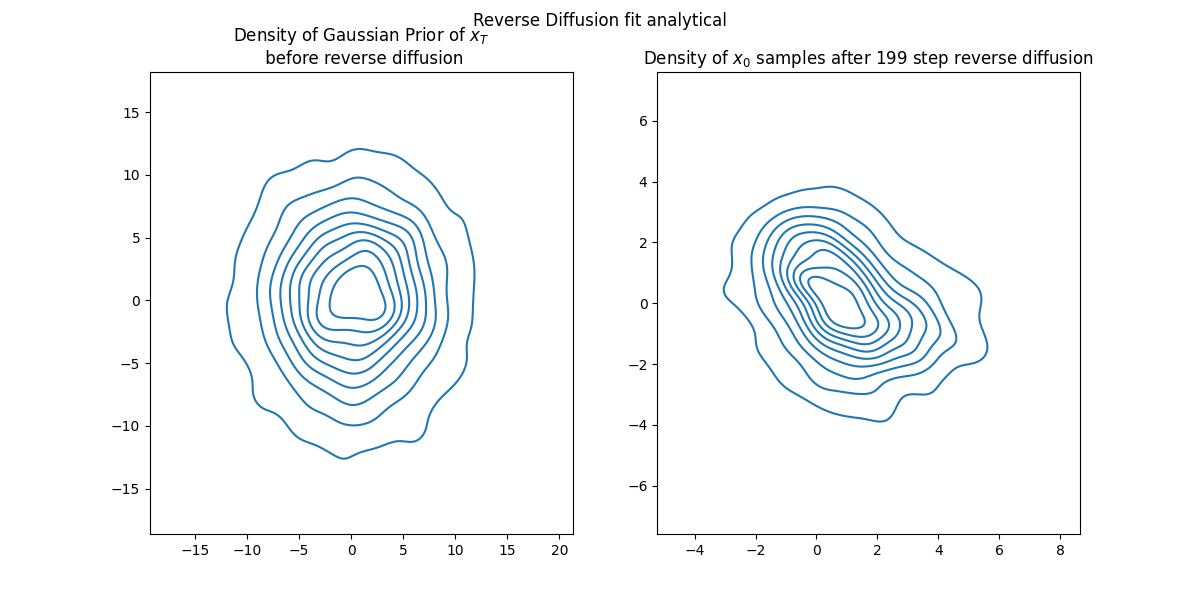 Reverse Diffusion fit analytical
Density of Gaussian Prior of $x_T$
before reverse diffusion
Density of $x_0$ samples after 199 step reverse diffusion
15
10
5
0
−5
−10
−15
−15 −10 −5 0 5 10 15 20
6
4
2
0
−2
−4
−6
−4 −2 0 2 4 6 8